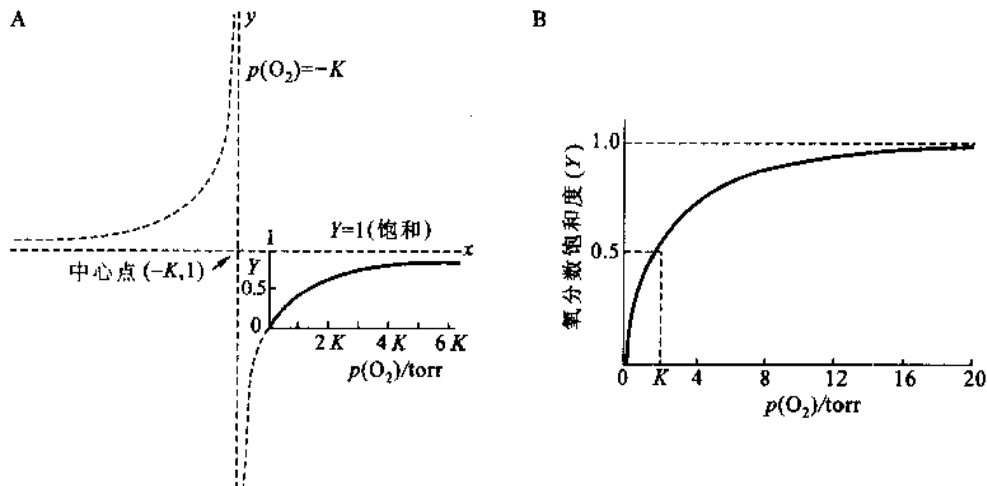 A
y
p(O₂)=−K
1
Y=1(饱和)
x
中心点(−K,1)
Y
0.5
0
2K 4K 6K
p(O₂)/torr
B
氧分数饱和度(Y)
1.0
0.5
0 K 4 8 12 16 20
p(O₂)/torr